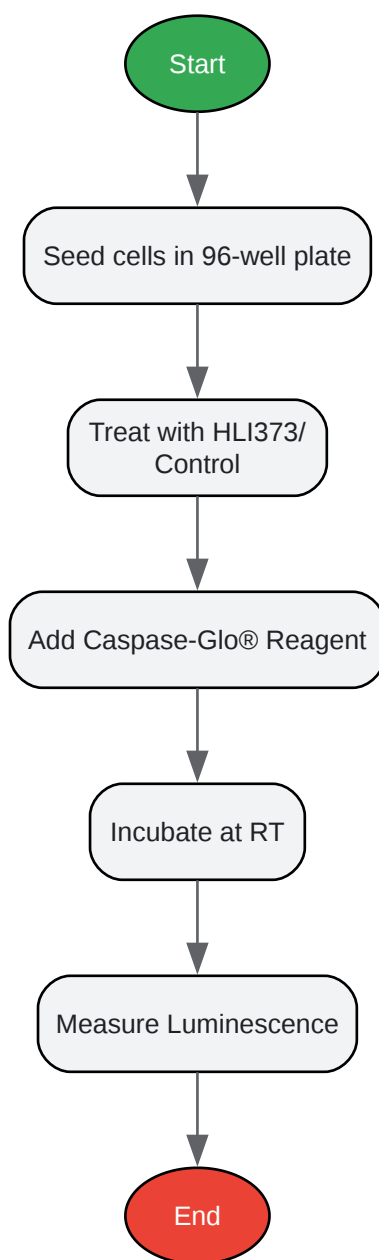 Start
Seed cells in 96-well plate
Treat with HLI373/
Control
Add Caspase-Glo® Reagent
Incubate at RT
Measure Luminescence
End